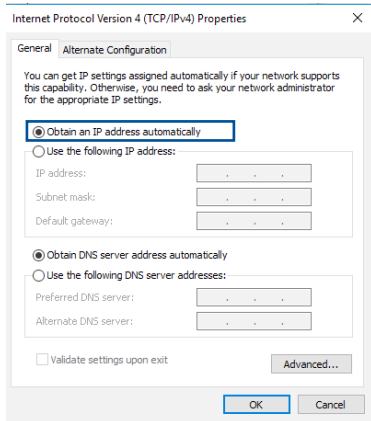 Internet Protocol Version 4 (TCP/IPv4) Properties
General
Alternate Configuration
You can get IP settings assigned automatically if your network supports
this capability. Otherwise, you need to ask your network administrator
for the appropriate IP settings.
Obtain an IP address automatically
Use the following IP address:
IP address:
Subnet mask:
Default gateway:
Obtain DNS server address automatically
Use the following DNS server addresses:
Preferred DNS server:
Alternate DNS server:
Validate settings upon exit
Advanced...
OK
Cancel